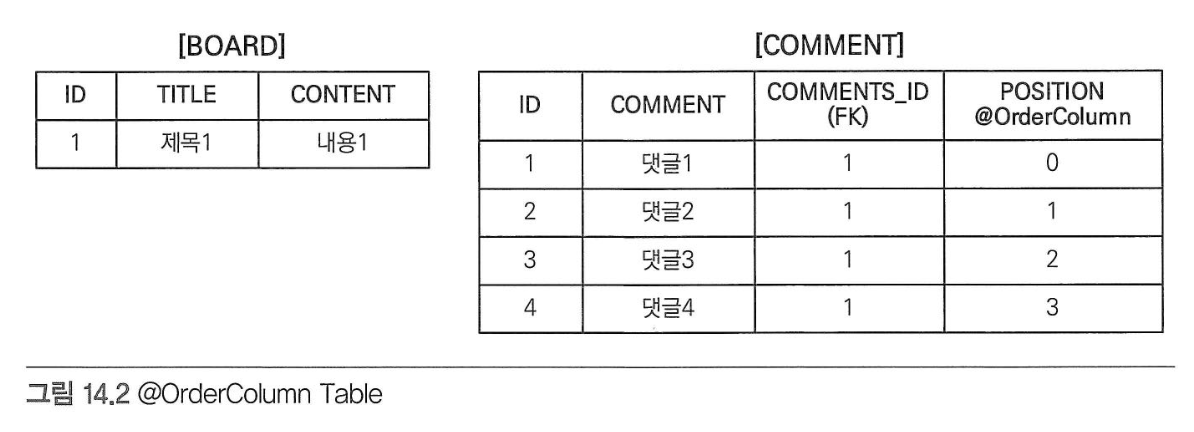 [BOARD]
ID TITLE CONTENT
1 제목1 내용1
[COMMENT]
ID COMMENT COMMENTS_ID (FK) POSITION @OrderColumn
1 댓글1 1 0
2 댓글2 1 1
3 댓글3 1 2
4 댓글4 1 3
그림 14.2 @OrderColumn Table